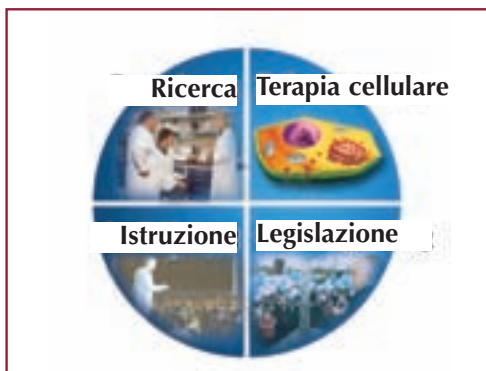 Ricerca
Terapia cellulare
Istruzione
Legislazione